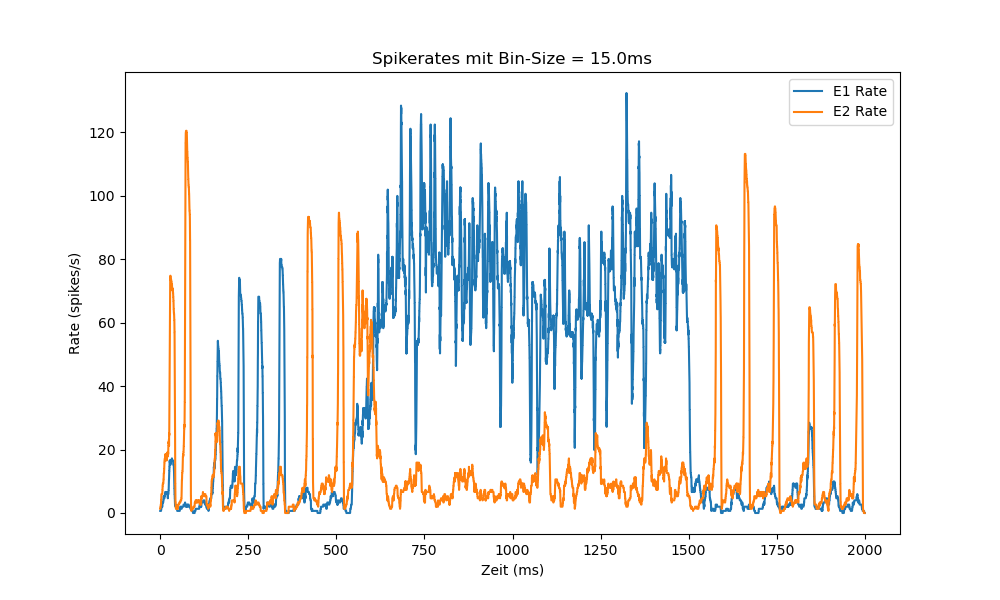 Spikerates mit Bin-Size = 15.0ms
E1 Rate
E2 Rate
120
100
80
60
40
20
0
Rate (spikes/s)
0 250 500 750 1000 1250 1500 1750 2000
Zeit (ms)